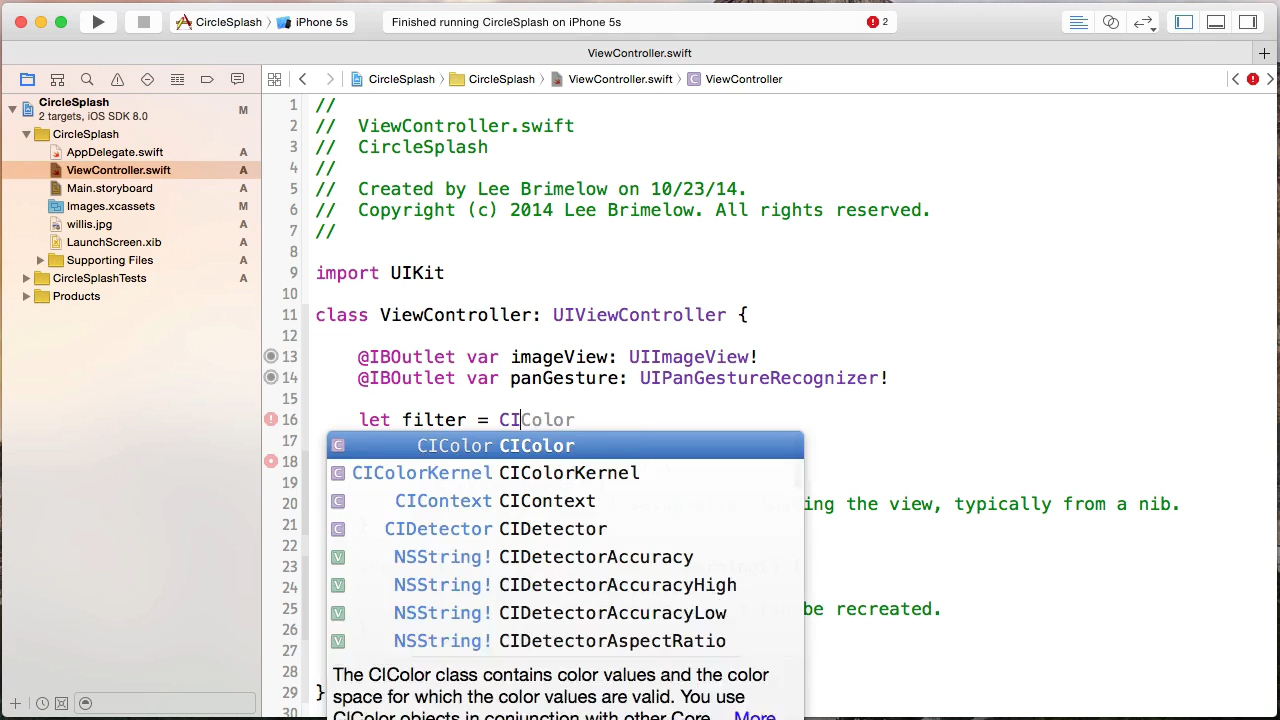 CircleSplash
iPhone 5s
Finished running CircleSplash on iPhone 5s
2
ViewController.swift
CircleSplash
CircleSplash
ViewController.swift
ViewController
CircleSplash
2 targets, iOS SDK 8.0
M
CircleSplash
AppDelegate.swift A
ViewController.swift A
Main.storyboard A
Images.xcassets M
willis.jpg A
LaunchScreen.xib A
Supporting Files A
CircleSplashTests A
Products
1 //
2 // ViewController.swift
3 // CircleSplash
4 //
5 // Created by Lee Brimelow on 10/23/14.
6 // Copyright (c) 2014 Lee Brimelow. All rights reserved.
7 //
8
9 import UIKit
10
11 class ViewController: UIViewController {
12
13 @IBOutlet var imageView: UIImageView!
14 @IBOutlet var panGesture: UIPanGestureRecognizer!
15
16 let filter = CIColor
17
18
19
20 ing the view, typically from a nib.
21
22
23
24
25 be recreated.
26
27
28
29 }
30
CIColor CIColor
CIColorKernel CIColorKernel
CIContext CIContext
CIDetector CIDetector
NSString! CIDetectorAccuracy
NSString! CIDetectorAccuracyHigh
NSString! CIDetectorAccuracyLow
NSString! CIDetectorAspectRatio
The CIColor class contains color values and the color
space for which the color values are valid. You use
CIColor objects in conjunction with other Core... More